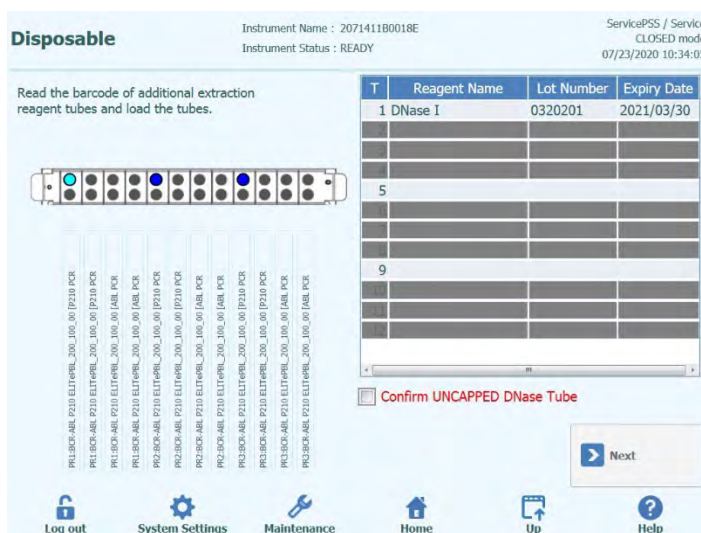 Disposable
Instrument Name : 2071411B0018E
Instrument Status : READY
ServicePSS / Service
CLOSED mode
07/23/2020 10:34:05
Read the barcode of additional extraction
reagent tubes and load the tubes.
T Reagent Name Lot Number Expiry Date
1 DNase I 0320201 2021/03/30
5
9
PR1:BCR-ABL P210 ELITePBL_200_100_00 [P210 PCR
PR1:BCR-ABL P210 ELITePBL_200_100_00 [P210 PCR
PR1:BCR-ABL P210 ELITePBL_200_100_00 [ABL PCR
PR1:BCR-ABL P210 ELITePBL_200_100_00 [ABL PCR
PR2:BCR-ABL P210 ELITePBL_200_100_00 [P210 PCR
PR2:BCR-ABL P210 ELITePBL_200_100_00 [P210 PCR
PR2:BCR-ABL P210 ELITePBL_200_100_00 [ABL PCR
PR2:BCR-ABL P210 ELITePBL_200_100_00 [ABL PCR
PR3:BCR-ABL P210 ELITePBL_200_100_00 [P210 PCR
PR3:BCR-ABL P210 ELITePBL_200_100_00 [P210 PCR
PR3:BCR-ABL P210 ELITePBL_200_100_00 [ABL PCR
PR3:BCR-ABL P210 ELITePBL_200_100_00 [ABL PCR
Confirm UNCAPPED DNase Tube
Next
Log out System Settings Maintenance Home Up Help